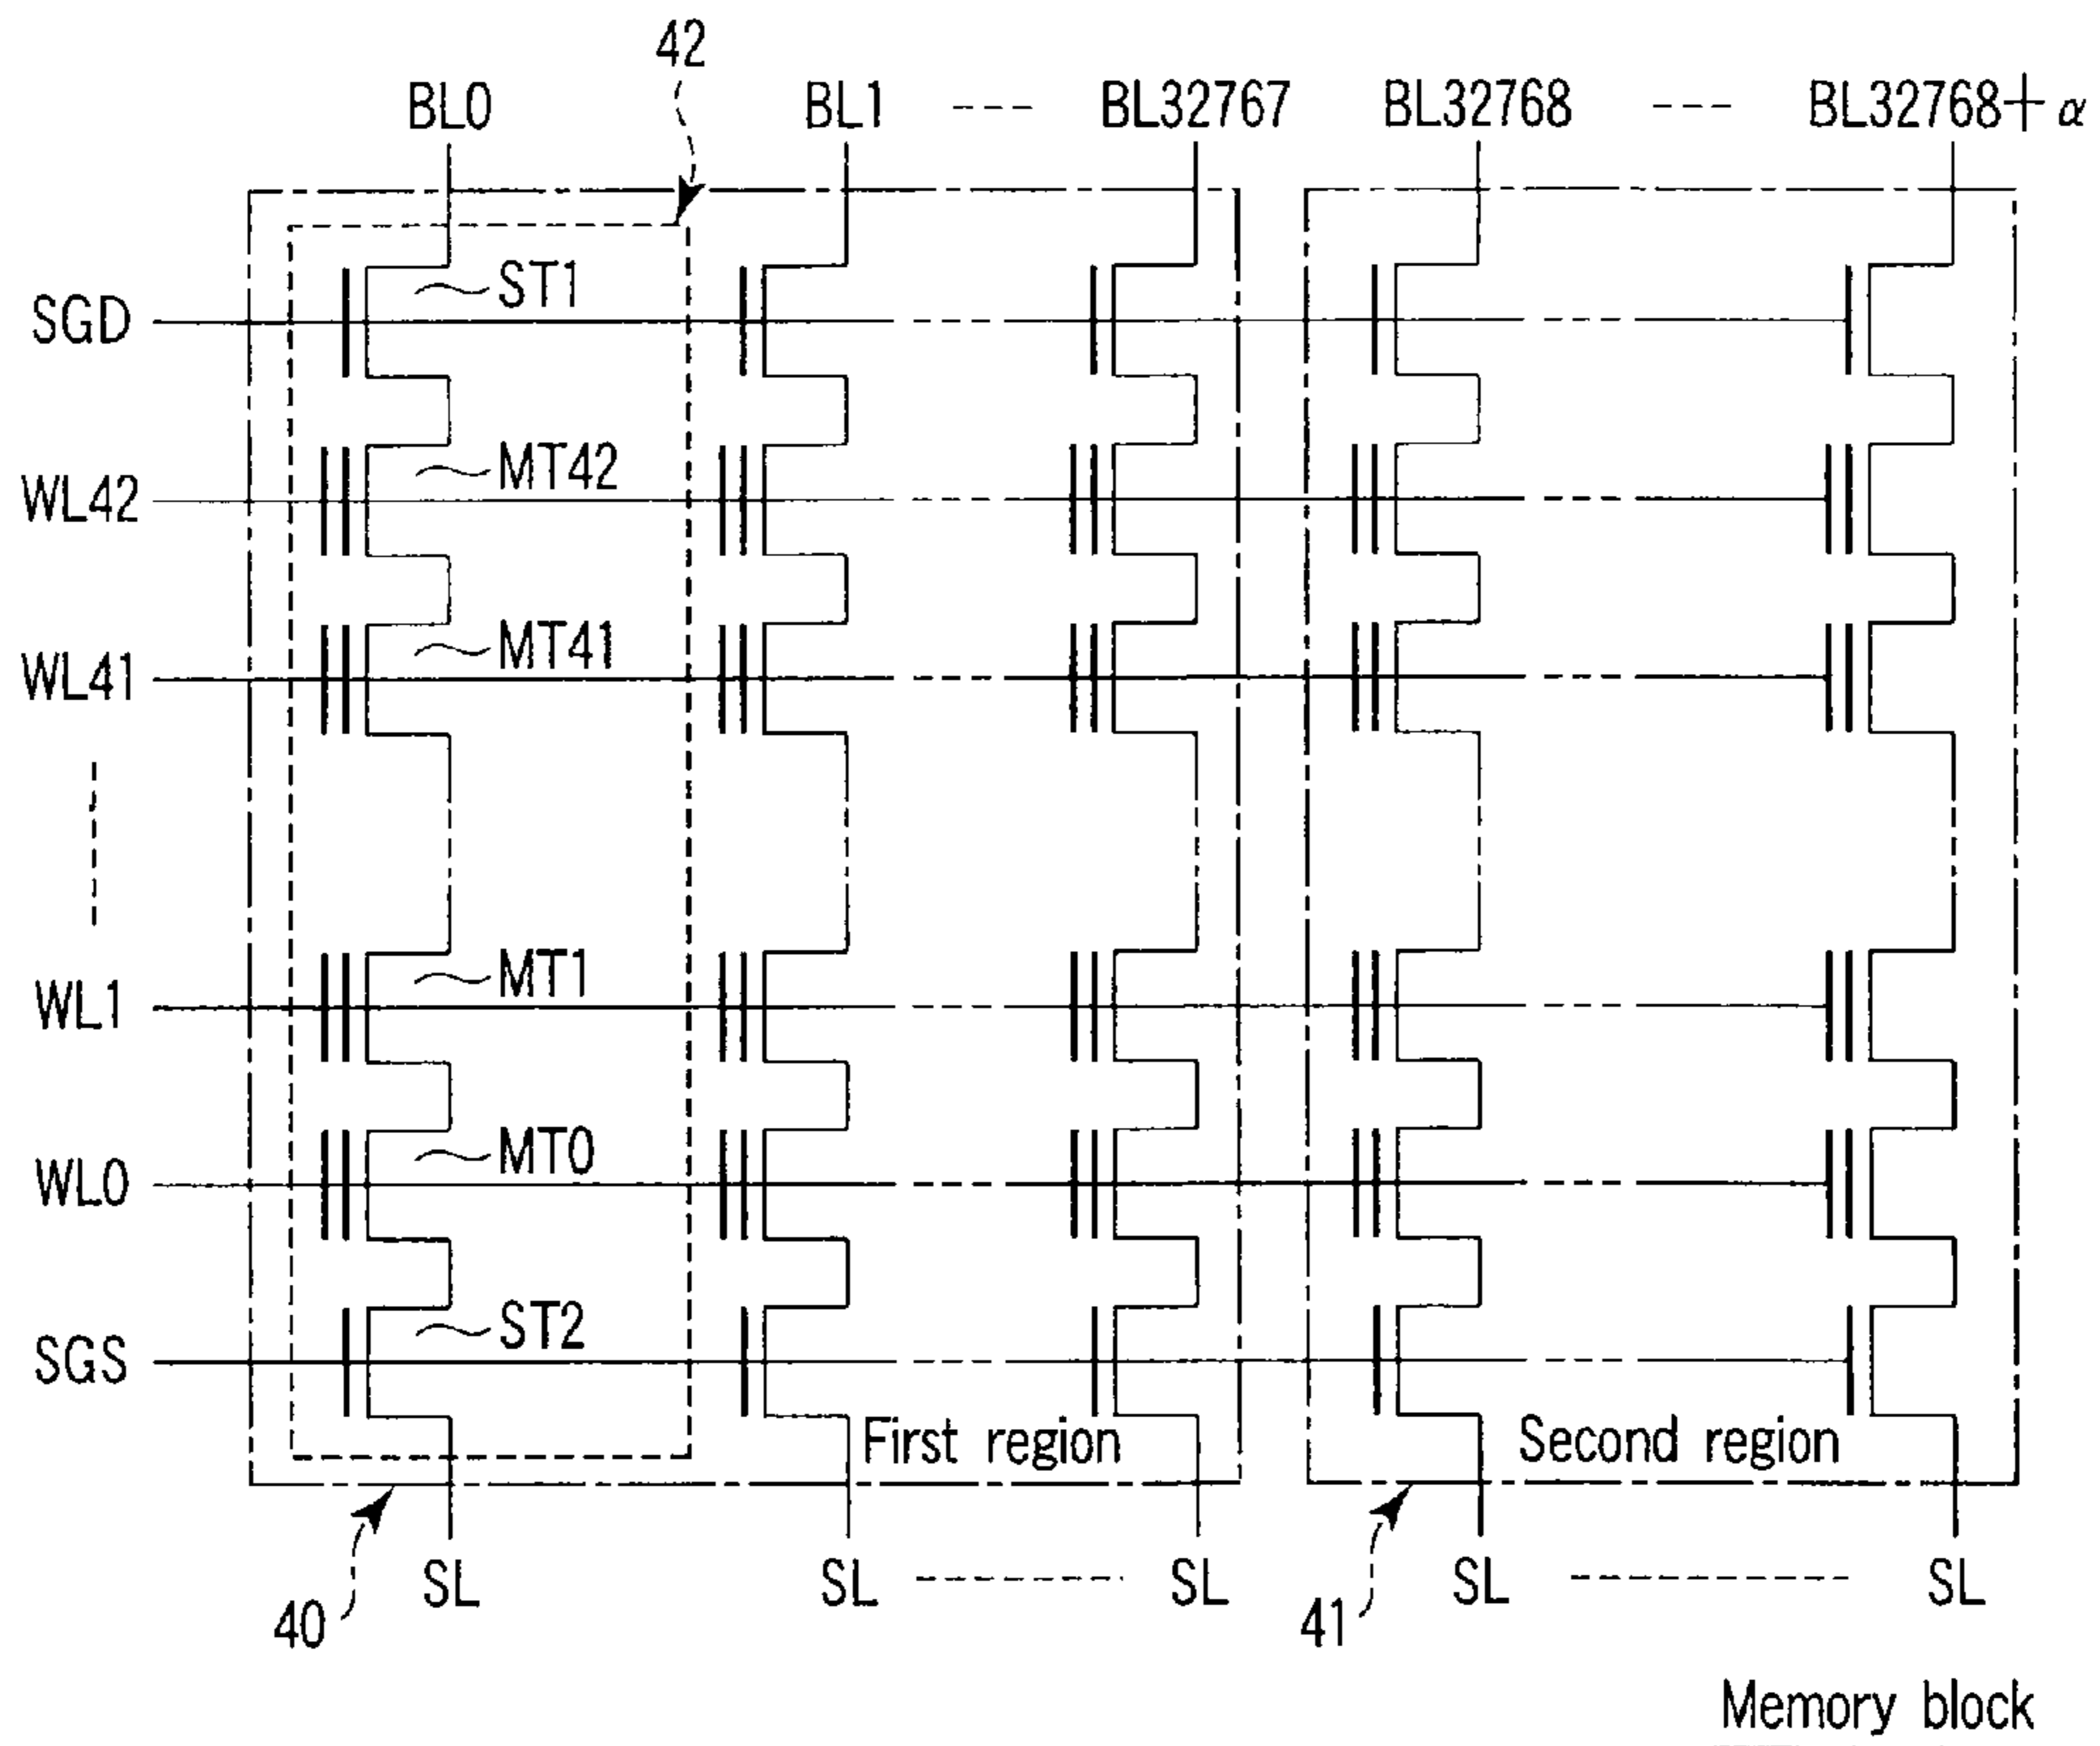 42
BL0 BL1 BL32767 BL32768 BL32768+α
SGD ST1
WL42 MT42
WL41 MT41
WL1 MT1
WL0 MT0
SGS ST2
First region Second region
SL SL SL SL SL
40 41
Memory block